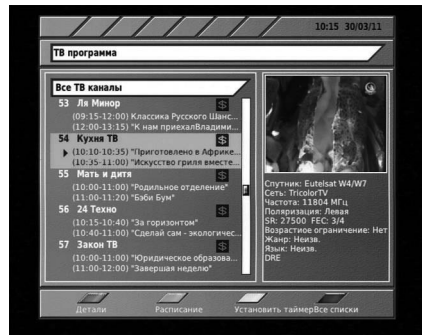 10:15 30/03/11
ТВ программа
Все ТВ каналы
53 Ля Минор
(09:15-12:00) Классика Русского Шанс...
(12:00-13:15) "К нам приехалВладими...
54 Кухня ТВ
(10:10-10:35) "Приготовлено в Африке...
(10:35-11:00) "Искусство гриля вместе...
55 Мать и дитя
(10:00-11:00) "Родильное отделение"
(11:00-11:20) "Бэби Бум"
56 24 Техно
(10:15-10:40) "За горизонтом"
(10:40-11:00) "Сделай сам - экологичес...
57 Закон ТВ
(10:00-11:00) "Юридическое образова...
(11:00-12:00) "Завершая неделю"
Спутник: Eutelsat W4/W7
Сеть: TricolorTV
Частота: 11804 МГц
Поляризация: Левая
SR: 27500 FEC: 3/4
Возрастное ограничение: Нет
Жанр: Неизв.
Язык: Неизв.
DRE
Детали
Расписание
Установить таймер
Все списки